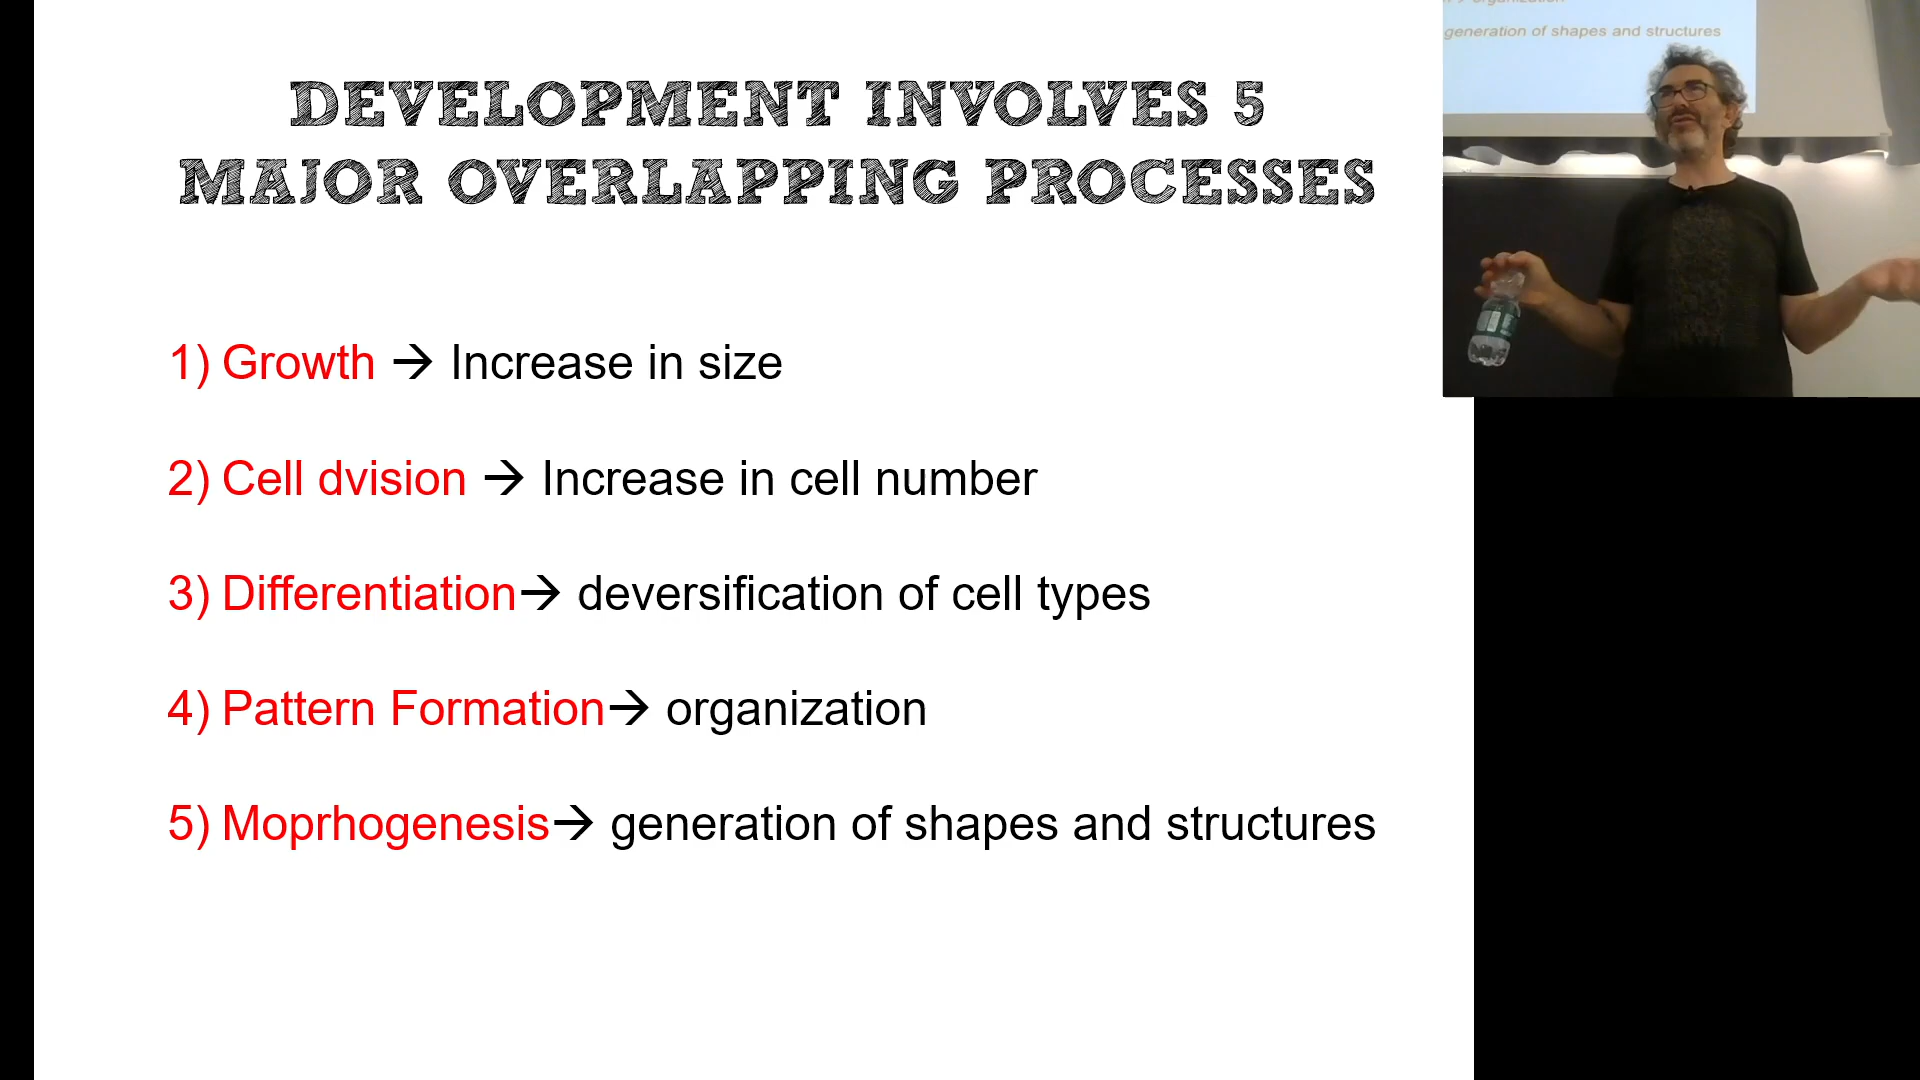 DEVELOPMENT INVOLVES 5
MAJOR OVERLAPPING PROCESSES
1) Growth → Increase in size
2) Cell dvision → Increase in cell number
3) Differentiation→ deversification of cell types
4) Pattern Formation→ organization
5) Moprhogenesis→ generation of shapes and structures
organization
generation of shapes and structures